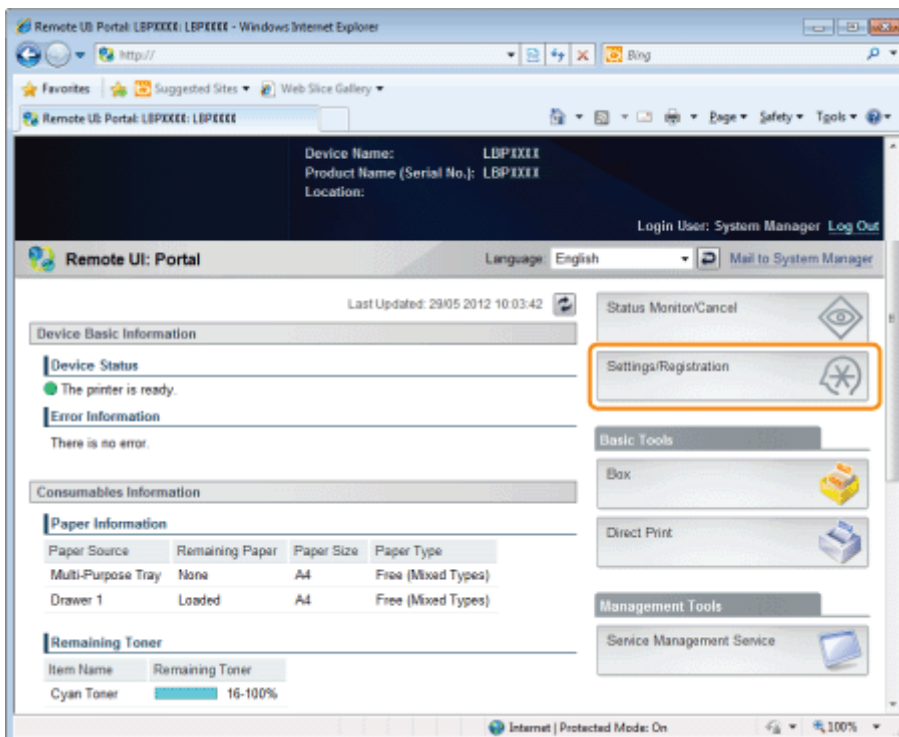 Remote UI: Portal: LBPXXXX: LBPXXXX - Windows Internet Explorer
http://
Bing
Favorites
Suggested Sites
Web Slice Gallery
Remote UI: Portal: LBPXXXX: LBPXXXX
Page
Safety
Tools
Device Name: LBPXXXX
Product Name (Serial No.): LBPXXXX
Location:
Login User: System Manager Log Out
Remote UI: Portal
Language: English
Mail to System Manager
Last Updated: 29/05 2012 10:03:42
Device Basic Information
Device Status
The printer is ready.
Error Information
There is no error.
Consumables Information
Paper Information
Paper Source Remaining Paper Paper Size Paper Type
Multi-Purpose Tray None A4 Free (Mixed Types)
Drawer 1 Loaded A4 Free (Mixed Types)
Remaining Toner
Item Name Remaining Toner
Cyan Toner 16-100%
Status Monitor/Cancel
Settings/Registration
Basic Tools
Box
Direct Print
Management Tools
Service Management Service
Internet | Protected Mode: On
100%